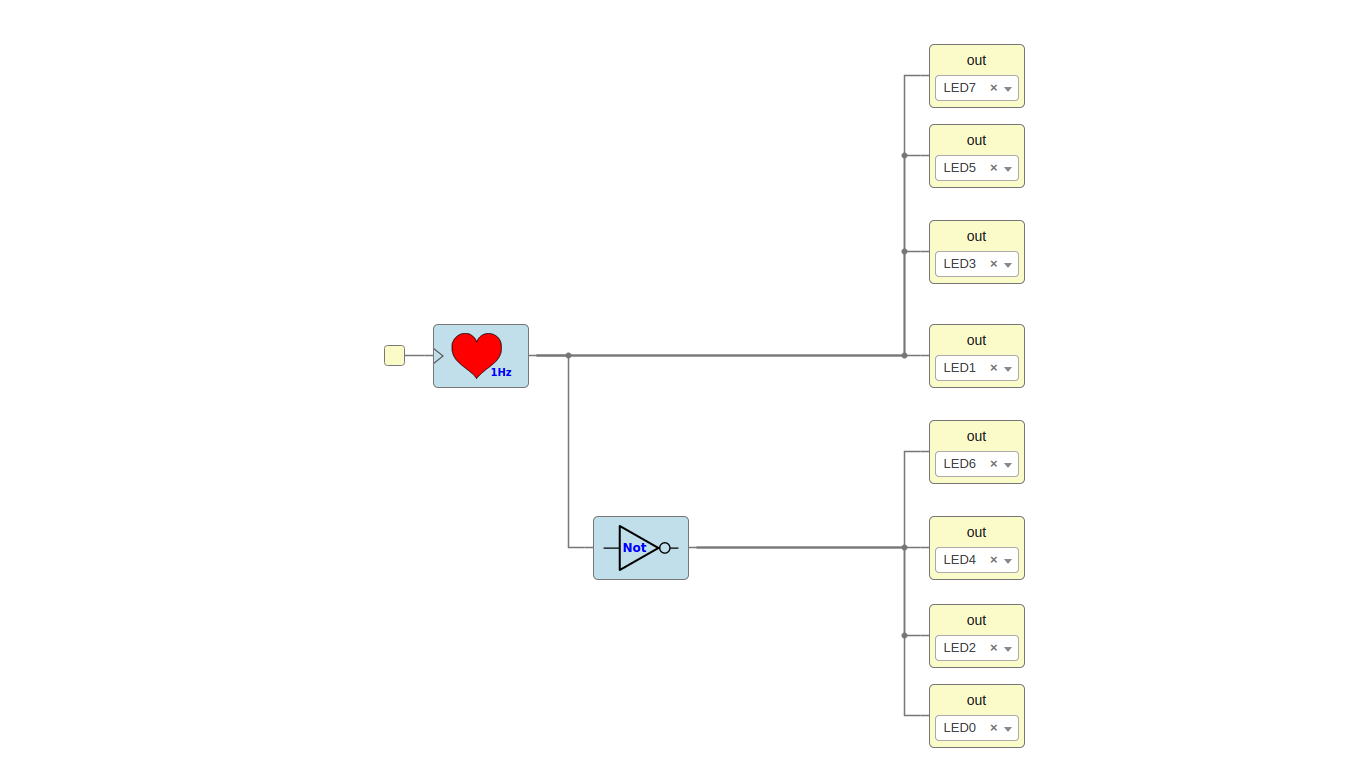 out
LED7 × 
out
LED5 ×
out
LED3 ×
1Hz
out
LED1 ×
out
LED6 ×
Not
out
LED4 ×
out
LED2 ×
out
LED0 ×